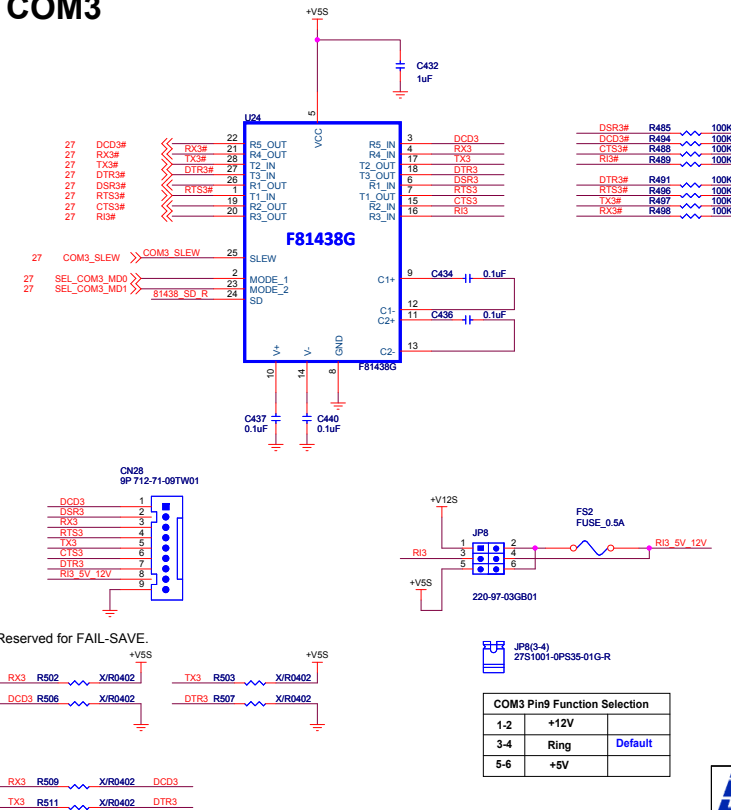 COM3
+V5S
C432
1uF
U24
5
VCC
27 DCD3# 22 R5_OUT R5_IN 3 DCD3
27 RX3# RX3# 21 R4_OUT R4_IN 4 RX3
27 TX3# TX3# 28 T2_IN T2_OUT 17 TX3
27 DTR3# DTR3# 27 T3_IN T3_OUT 18 DTR3
27 DSR3# 26 R1_OUT R1_IN 6 DSR3
27 RTS3# RTS3# 1 T1_IN T1_OUT 7 RTS3
27 CTS3# 19 R2_OUT R2_IN 15 CTS3
27 RI3# 20 R3_OUT R3_IN 16 RI3
DSR3# R485 100K
DCD3# R494 100K
CTS3# R488 100K
RI3# R489 100K
DTR3# R491 100K
RTS3# R496 100K
TX3# R497 100K
RX3# R498 100K
F81438G
27 COM3_SLEW COM3_SLEW 25 SLEW
27 SEL_COM3_MD0 2 MODE_1
27 SEL_COM3_MD1 23 MODE_2
81438_SD_R 24 SD
C1+ 9 C434 0.1uF
C1- 12
C2+ 11 C436 0.1uF
C2- 13
V+ V- GND
F81438G
10 14 8
C437
0.1uF
C440
0.1uF
CN28
9P 712-71-09TW01
DCD3 1
DSR3 2
RX3 3
RTS3 4
TX3 5
CTS3 6
DTR3 7
RI3_5V_12V 8
9
+V12S
JP8
FS2
FUSE_0.5A
1 2
RI3 3 4 RI3_5V_12V
5 6
+V5S
220-97-03GB01
JP8(3-4)
27S1001-0PS35-01G-R
Reserved for FAIL-SAVE.
+V5S
+V5S
RX3 R502 X/R0402
TX3 R503 X/R0402
DCD3 R506 X/R0402
DTR3 R507 X/R0402
COM3 Pin9 Function Selection
1-2 +12V
3-4 Ring Default
5-6 +5V
RX3 R509 X/R0402 DCD3
TX3 R511 X/R0402 DTR3